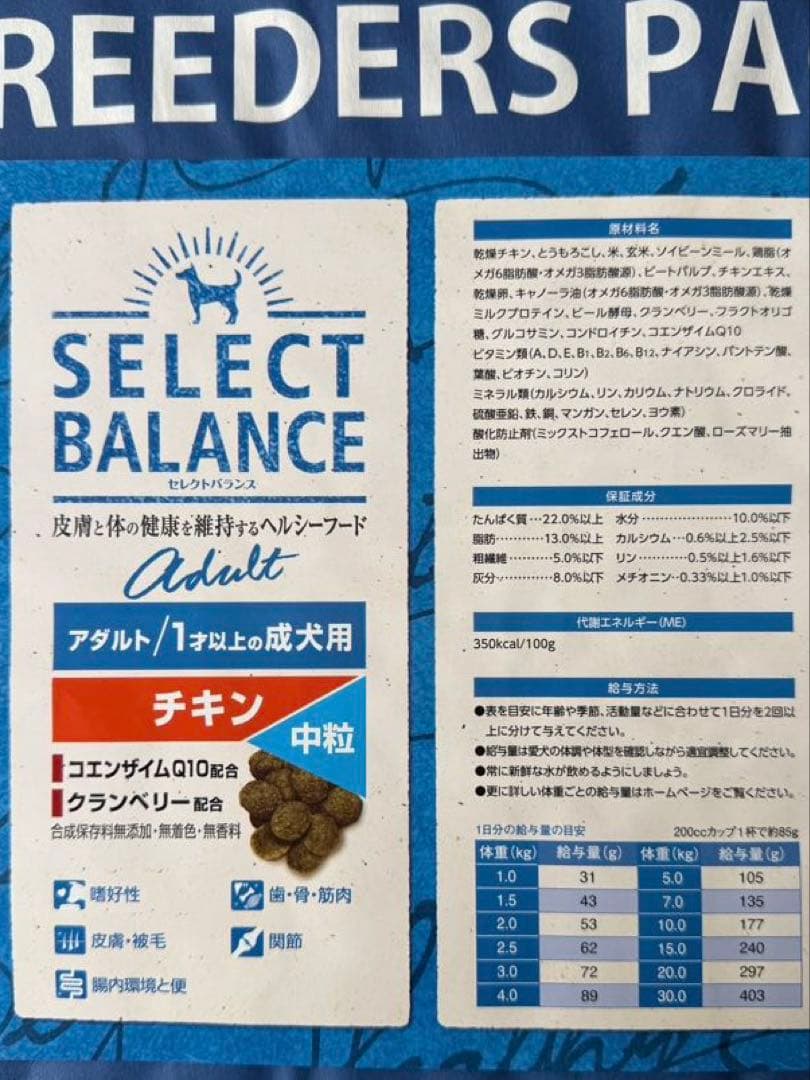 REEDERS PA
SELECT
BALANCE
セレクトバランス
皮膚と体の健康を維持するヘルシーフード
adult
アダルト/1才以上の成犬用
チキン
中粒
コエンザイムQ10配合
クランベリー配合
合成保存料無添加・無着色・無香料
嗜好性
歯・骨・筋肉
皮膚・被毛
関節
腸内環境と便
原材料名
乾燥チキン、とうもろこし、米、玄米、ソイビーンミール、鶏脂(オ
メガ6脂肪酸・オメガ3脂肪酸源)、ビートパルプ、チキンエキス、
乾燥卵、キャノーラ油(オメガ6脂肪酸・オメガ3脂肪酸源)、乾燥
ミルクプロテイン、ビール酵母、クランベリー、フラクトオリゴ
糖、グルコサミン、コンドロイチン、コエンザイムQ10
ビタミン類(A、D、E、B1、B2、B6、B12、ナイアシン、パントテン酸、
葉酸、ビオチン、コリン)
ミネラル類(カルシウム、リン、カリウム、ナトリウム、クロライド、
硫酸亜鉛、鉄、銅、マンガン、セレン、ヨウ素)
酸化防止剤(ミックストコフェロール、クエン酸、ローズマリー抽
出物)
保証成分
たんぱく質…22.0%以上 水分…………………10.0%以下
脂肪…………13.0%以上 カルシウム…0.6%以上2.5%以下
粗繊維………5.0%以下 リン…………0.5%以上1.6%以下
灰分…………8.0%以下 メチオニン…0.33%以上1.0%以下
代謝エネルギー(ME)
350kcal/100g
給与方法
●表を目安に年齢や季節、活動量などに合わせて1日分を2回以
上に分けて与えてください。
●給与量は愛犬の体調や体型を確認しながら適宜調整してください。
●常に新鮮な水が飲めるようにしましょう。
●更に詳しい体重ごとの給与量はホームページをご覧ください。
1日分の給与量の目安 200ccカップ1杯で約85g
体重(kg) 給与量(g) 体重(kg) 給与量(g)
1.0 31 5.0 105
1.5 43 7.0 135
2.0 53 10.0 177
2.5 62 15.0 240
3.0 72 20.0 297
4.0 89 30.0 403